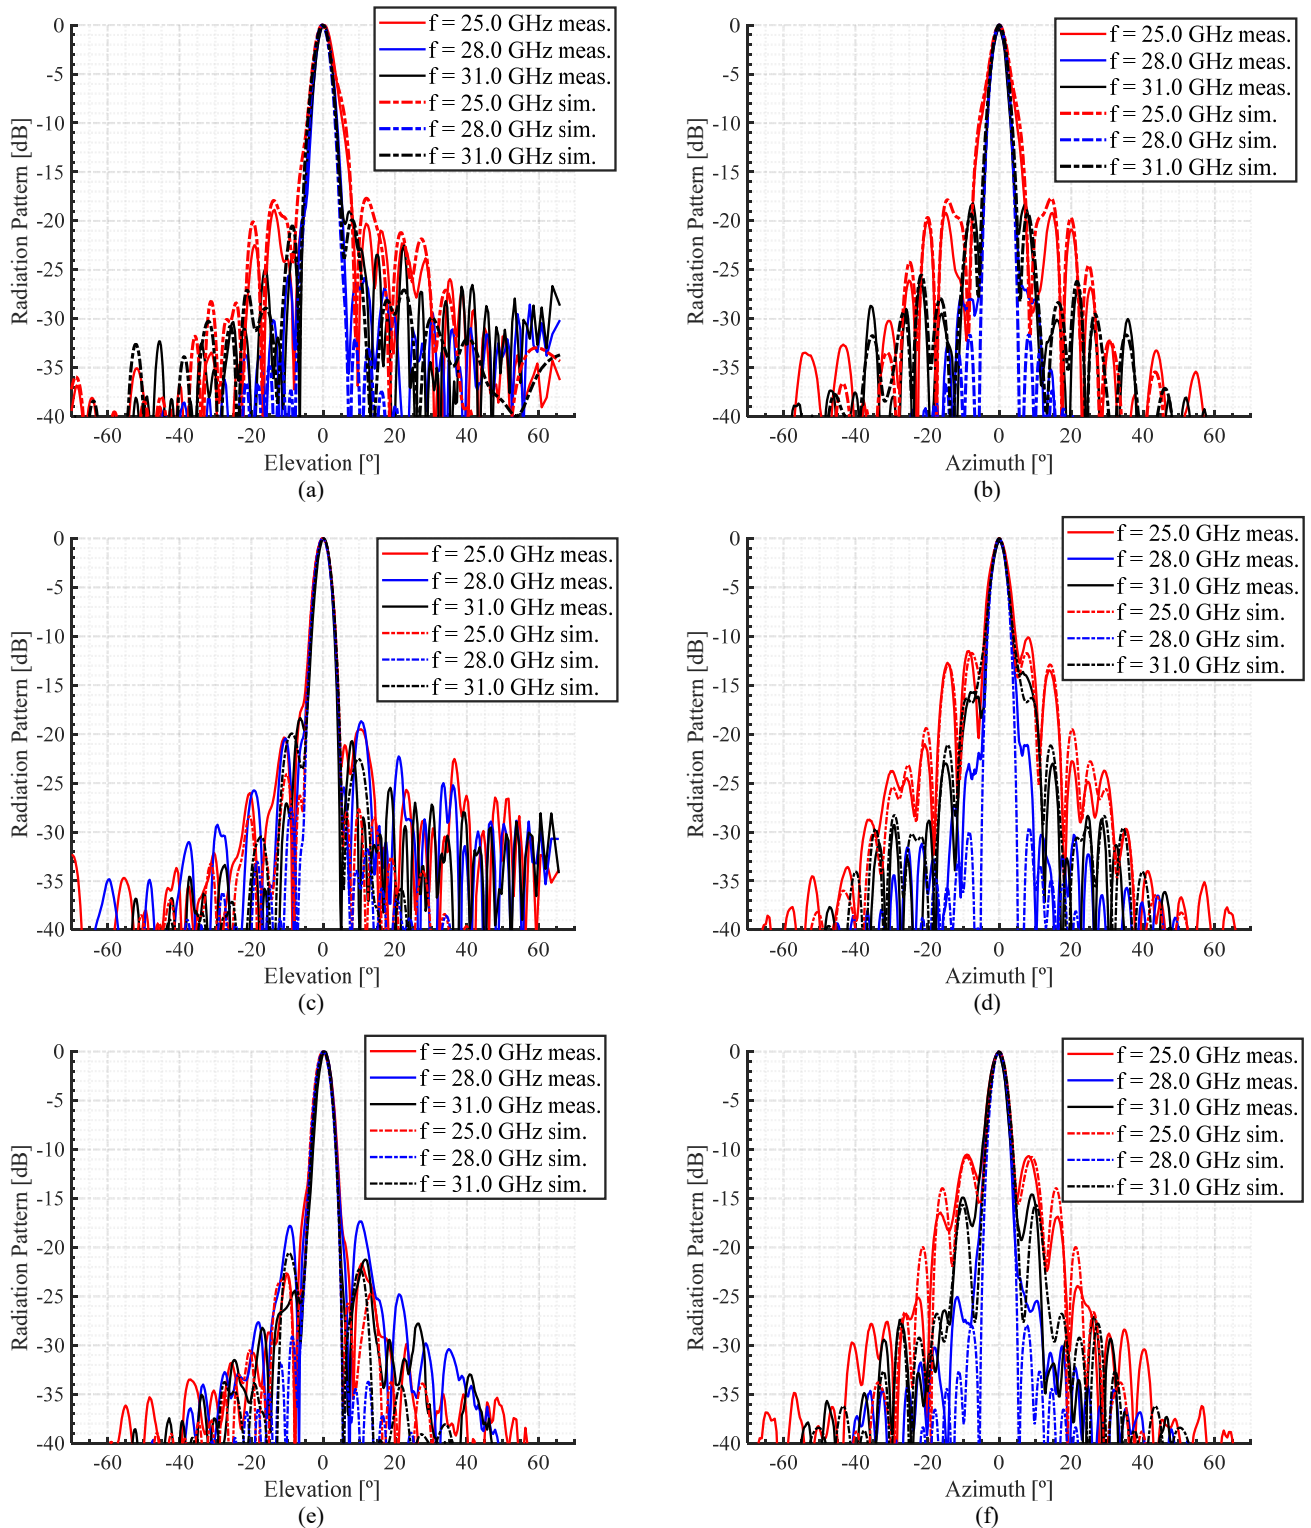 0
-5
-10
-15
-20
-25
-30
-35
-40
Radiation Pattern [dB]
f = 25.0 GHz meas.
f = 28.0 GHz meas.
f = 31.0 GHz meas.
f = 25.0 GHz sim.
f = 28.0 GHz sim.
f = 31.0 GHz sim.
-60 -40 -20 0 20 40 60
Elevation [º]
(a)
0
-5
-10
-15
-20
-25
-30
-35
-40
Radiation Pattern [dB]
f = 25.0 GHz meas.
f = 28.0 GHz meas.
f = 31.0 GHz meas.
f = 25.0 GHz sim.
f = 28.0 GHz sim.
f = 31.0 GHz sim.
-60 -40 -20 0 20 40 60
Azimuth [º]
(b)
0
-5
-10
-15
-20
-25
-30
-35
-40
Radiation Pattern [dB]
f = 25.0 GHz meas.
f = 28.0 GHz meas.
f = 31.0 GHz meas.
f = 25.0 GHz sim.
f = 28.0 GHz sim.
f = 31.0 GHz sim.
-60 -40 -20 0 20 40 60
Elevation [º]
(c)
0
-5
-10
-15
-20
-25
-30
-35
-40
Radiation Pattern [dB]
f = 25.0 GHz meas.
f = 28.0 GHz meas.
f = 31.0 GHz meas.
f = 25.0 GHz sim.
f = 28.0 GHz sim.
f = 31.0 GHz sim.
-60 -40 -20 0 20 40 60
Azimuth [º]
(d)
0
-5
-10
-15
-20
-25
-30
-35
-40
Radiation Pattern [dB]
f = 25.0 GHz meas.
f = 28.0 GHz meas.
f = 31.0 GHz meas.
f = 25.0 GHz sim.
f = 28.0 GHz sim.
f = 31.0 GHz sim.
-60 -40 -20 0 20 40 60
Elevation [º]
(e)
0
-5
-10
-15
-20
-25
-30
-35
-40
Radiation Pattern [dB]
f = 25.0 GHz meas.
f = 28.0 GHz meas.
f = 31.0 GHz meas.
f = 25.0 GHz sim.
f = 28.0 GHz sim.
f = 31.0 GHz sim.
-60 -40 -20 0 20 40 60
Azimuth [º]
(f)